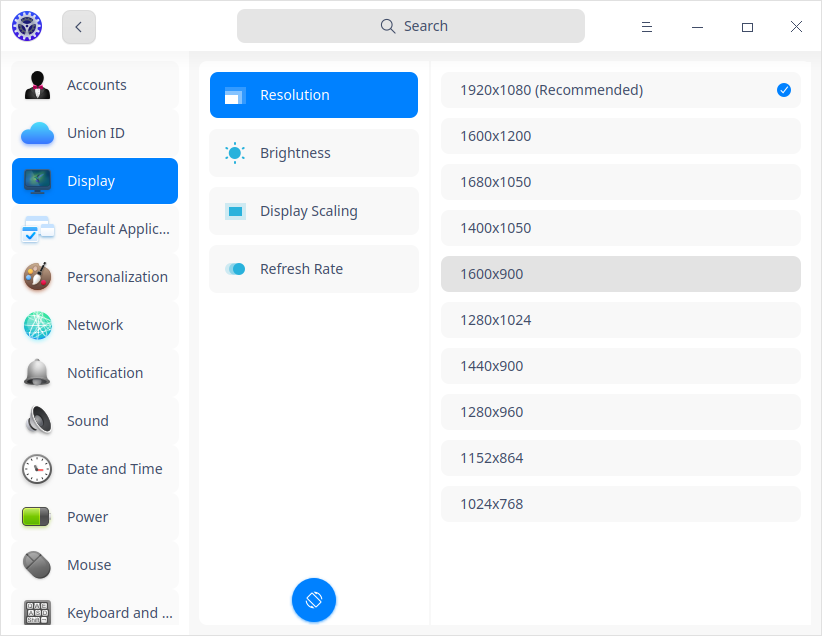 Search
Accounts
Union ID
Display
Default Applic...
Personalization
Network
Notification
Sound
Date and Time
Power
Mouse
Keyboard and ...
Resolution
Brightness
Display Scaling
Refresh Rate
1920x1080 (Recommended)
1600x1200
1680x1050
1400x1050
1600x900
1280x1024
1440x900
1280x960
1152x864
1024x768